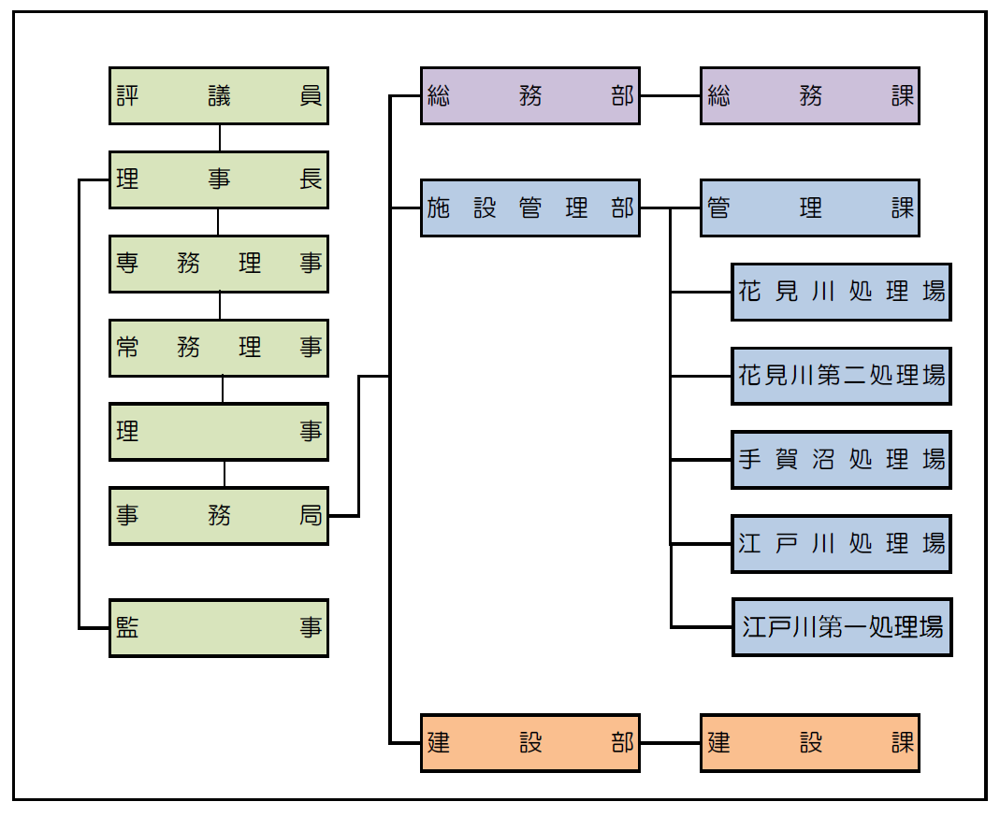 評議員
理事長
専務理事
常務理事
理事
事務局
監事
総務部
総務課
施設管理部
管理課
花見川処理場
花見川第二処理場
手賀沼処理場
江戸川処理場
江戸川第一処理場
建設部
建設課